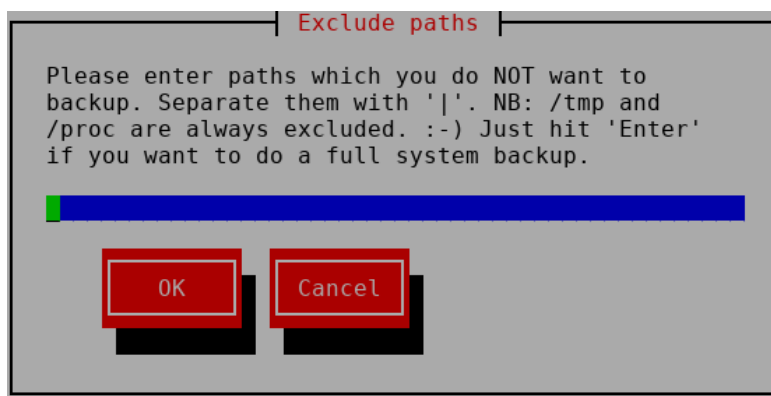 Exclude paths
Please enter paths which you do NOT want to
backup. Separate them with '|'. NB: /tmp and
/proc are always excluded. :-) Just hit 'Enter'
if you want to do a full system backup.
OK Cancel